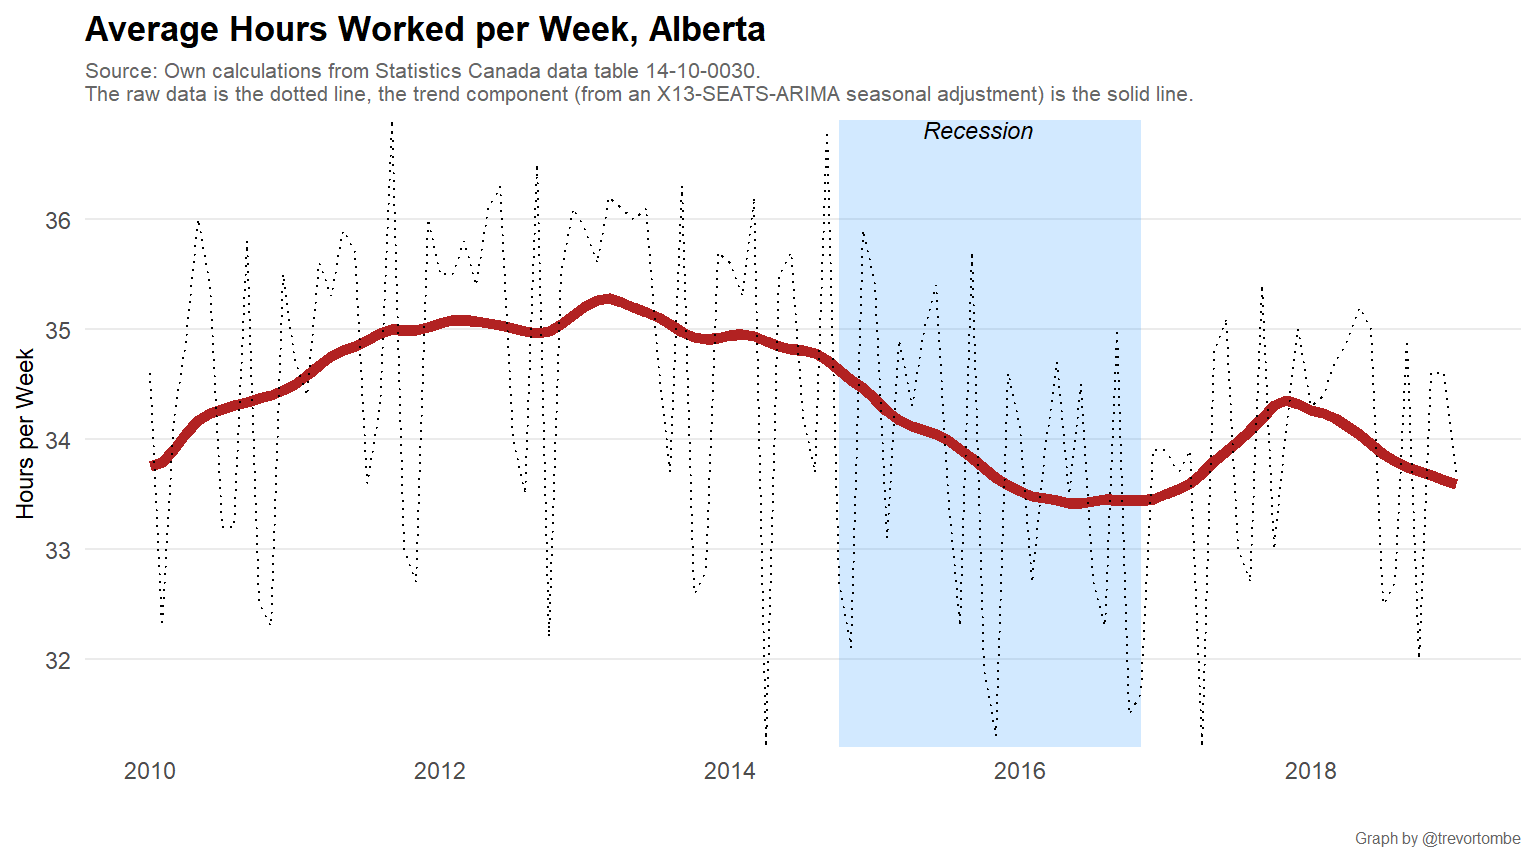 Average Hours Worked per Week, Alberta
Source: Own calculations from Statistics Canada data table 14-10-0030.
The raw data is the dotted line, the trend component (from an X13-SEATS-ARIMA seasonal adjustment) is the solid line.
Recession
Hours per Week
36
35
34
33
32
2010 2012 2014 2016 2018
Graph by @trevortombe